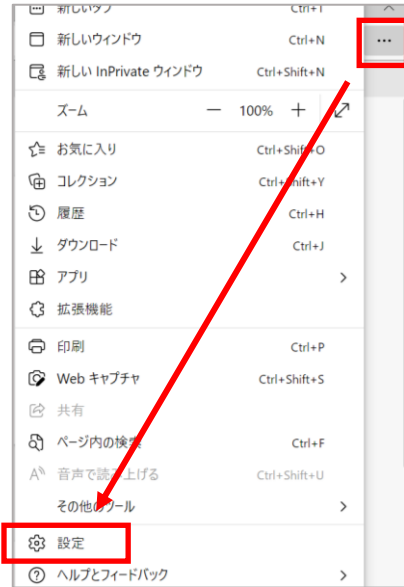 新しいタブ Ctrl+T
新しいウィンドウ Ctrl+N
新しい InPrivate ウィンドウ Ctrl+Shift+N
ズーム — 100% +
お気に入り Ctrl+Shift+O
コレクション Ctrl+Shift+Y
履歴 Ctrl+H
ダウンロード Ctrl+J
アプリ
拡張機能
印刷 Ctrl+P
Web キャプチャ Ctrl+Shift+S
共有
ページ内の検索 Ctrl+F
音声で読み上げる Ctrl+Shift+U
その他のツール
設定
ヘルプとフィードバック